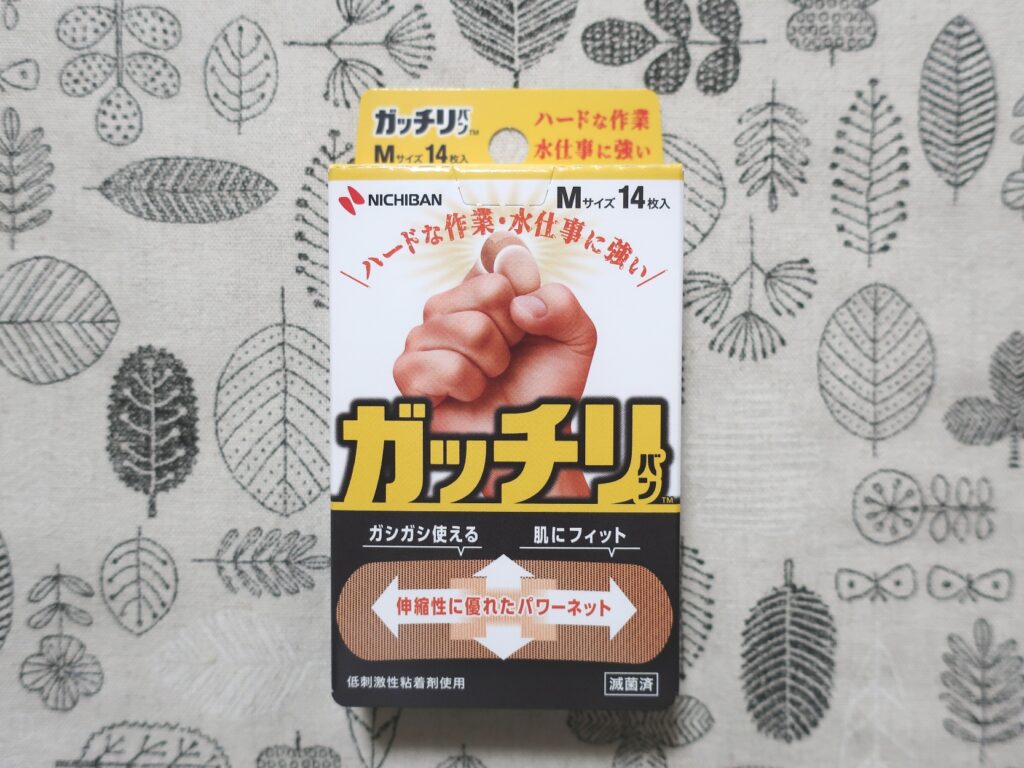 ガッチリバン™
ハードな作業
水仕事に強い
Mサイズ 14枚入
NICHIBAN
Mサイズ 14枚入
ハードな作業・水仕事に強い
ガッチリバン™
ガシガシ使える
肌にフィット
伸縮性に優れたパワーネット
低刺激性粘着剤使用
滅菌済